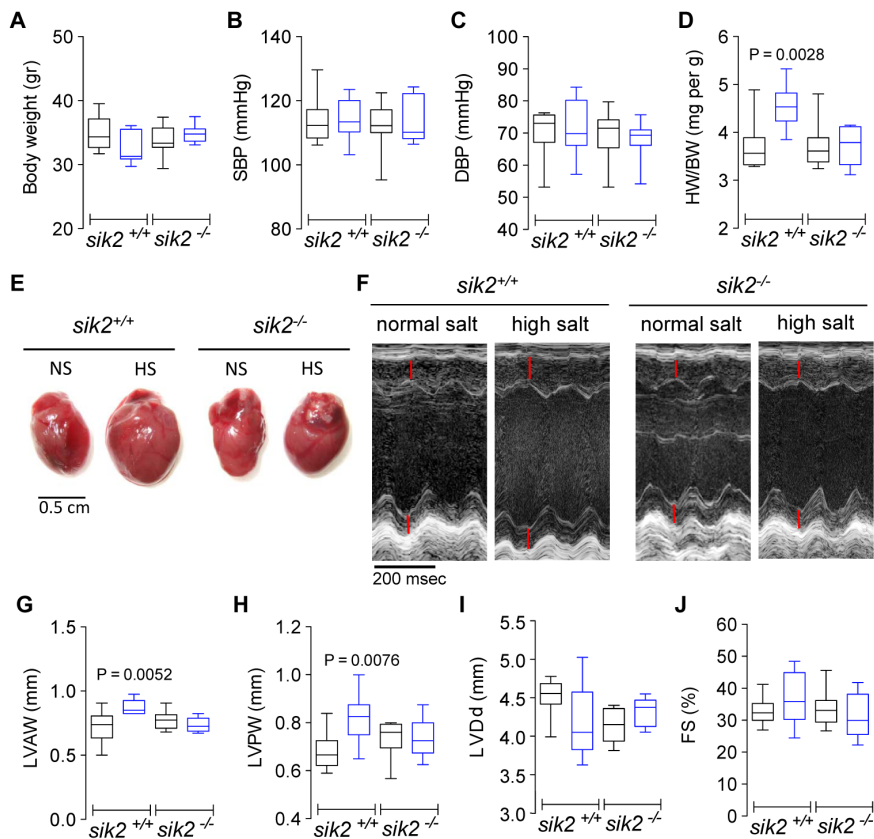 A
Body weight (gr)
50
40
30
20
sik2 +/+
sik2 -/-
B
SBP (mmHg)
140
120
100
80
sik2 +/+
sik2 -/-
C
DBP (mmHg)
100
90
80
70
60
50
40
sik2 +/+
sik2 -/-
D
HW/BW (mg per g)
6
5
4
3
2
P = 0.0028
sik2 +/+
sik2 -/-
E
sik2+/+
sik2-/-
NS
HS
NS
HS
0.5 cm
F
sik2+/+
sik2-/-
normal salt
high salt
normal salt
high salt
200 msec
G
LVAW (mm)
1.5
1.0
0.5
0.0
P = 0.0052
sik2 +/+
sik2 -/-
H
LVPW (mm)
1.2
1.0
0.8
0.6
0.4
P = 0.0076
sik2 +/+
sik2 -/-
I
LVDd (mm)
5.5
5.0
4.5
4.0
3.5
3.0
sik2 +/+
sik2 -/-
J
FS (%)
60
50
40
30
20
10
0
sik2 +/+
sik2 -/-